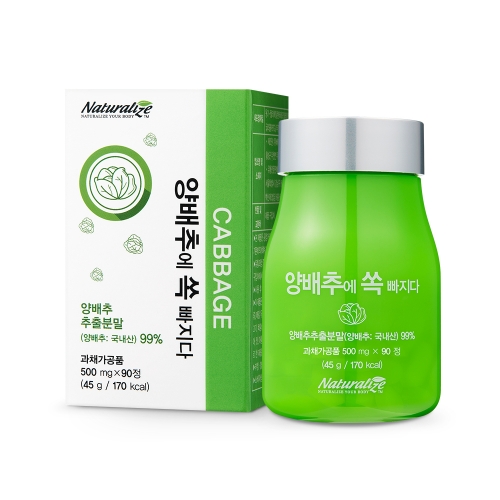 Naturalize™
NATURALIZE YOUR BODY
양배추에 쏙 빠지다
CABBAGE
양배추
추출분말
(양배추: 국내산) 99%
과채가공품
500 mg×90정
(45 g / 170 kcal)
양배추에 쏙 빠지다
양배추추출분말(양배추: 국내산) 99%
과채가공품 500 mg × 90 정
(45 g / 170 kcal)
Naturalize™
NATURALIZE YOUR BODY